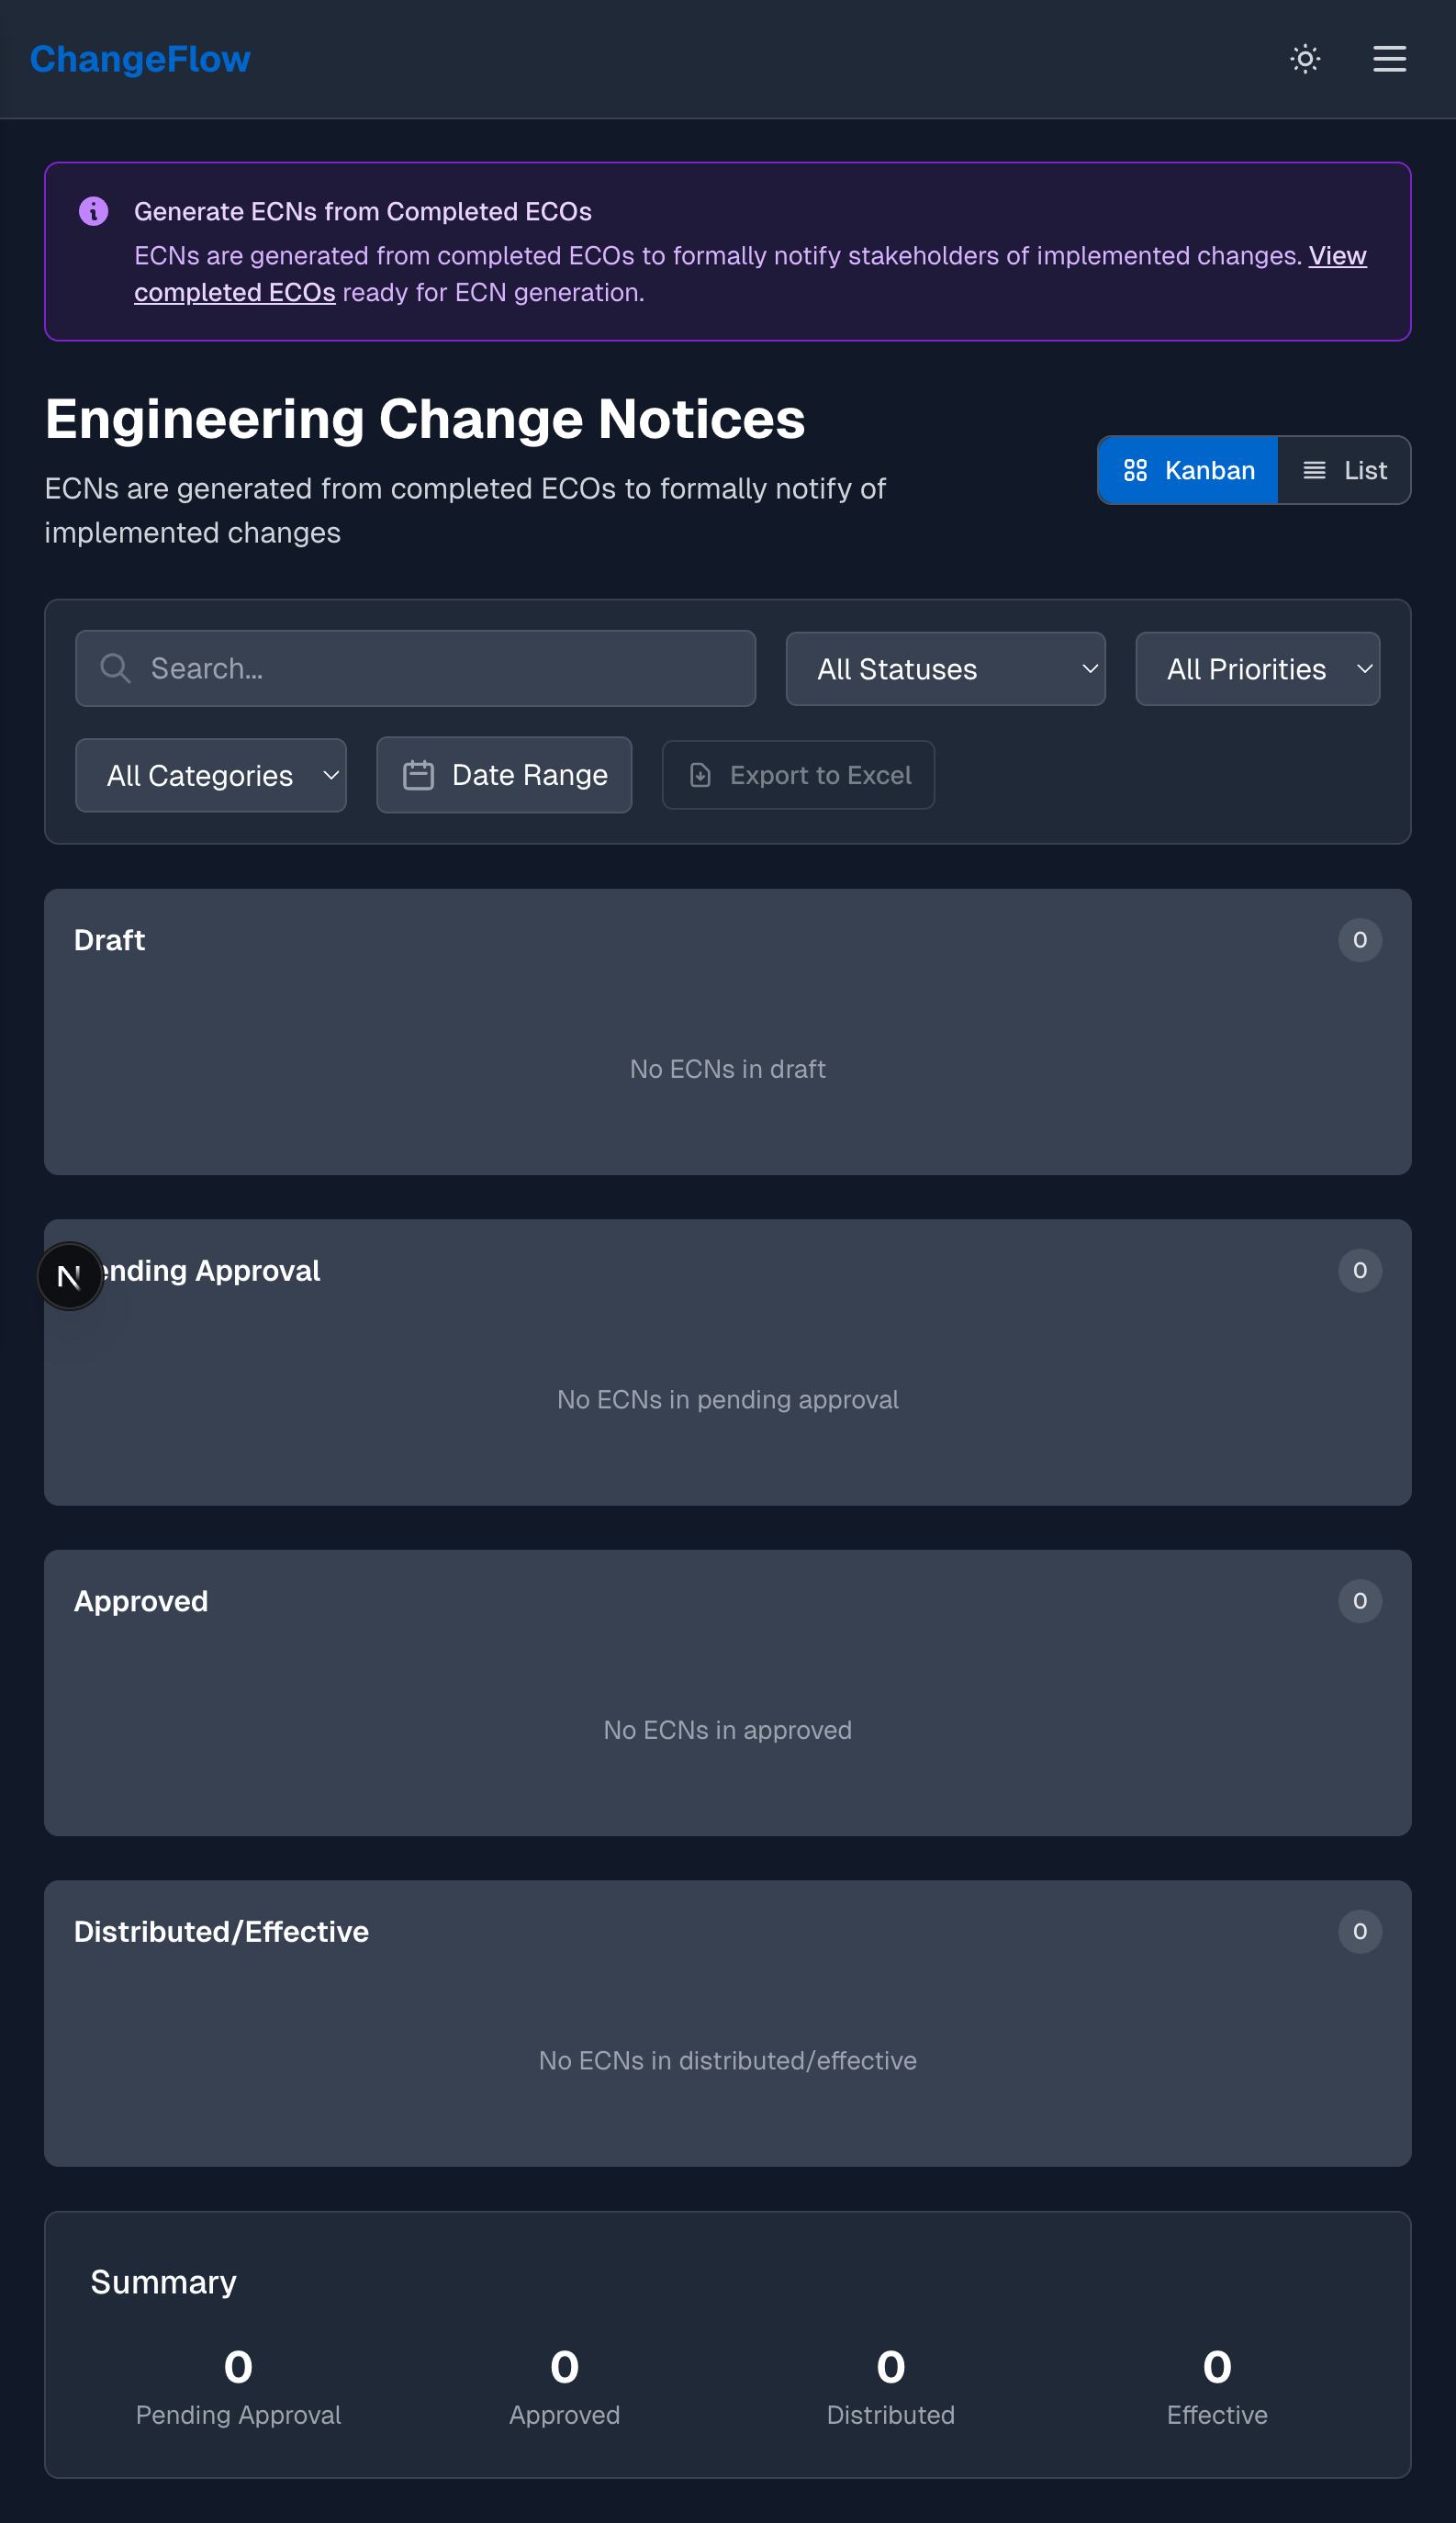 ChangeFlow
Generate ECNs from Completed ECOs
ECNs are generated from completed ECOs to formally notify stakeholders of implemented changes. View
completed ECOs ready for ECN generation.
Engineering Change Notices
ECNs are generated from completed ECOs to formally notify of
implemented changes
Kanban
List
Search...
All Statuses
All Priorities
All Categories
Date Range
Export to Excel
Draft
0
No ECNs in draft
N
ending Approval
0
No ECNs in pending approval
Approved
0
No ECNs in approved
Distributed/Effective
0
No ECNs in distributed/effective
Summary
0
Pending Approval
0
Approved
0
Distributed
0
Effective